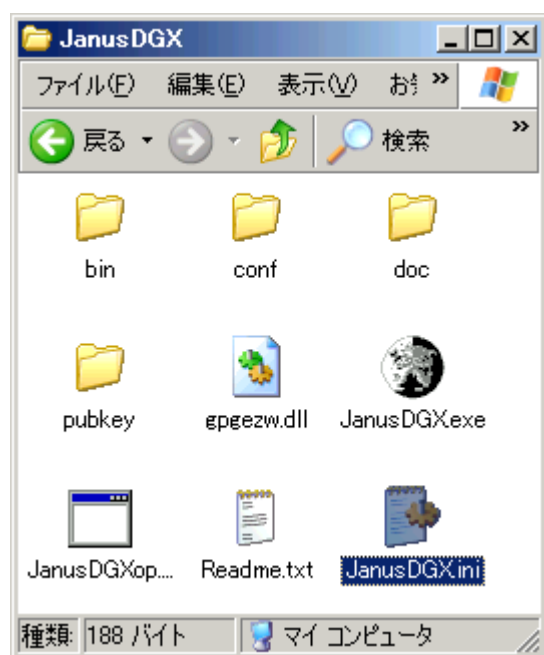 JanusDGX
ファイル(F) 編集(E) 表示(V) お気 »
戻る 検索 »
bin conf doc
pubkey gpgezw.dll JanusDGX.exe
JanusDGXop.... Readme.txt JanusDGX.ini
種類: 188 バイト マイ コンピュータ